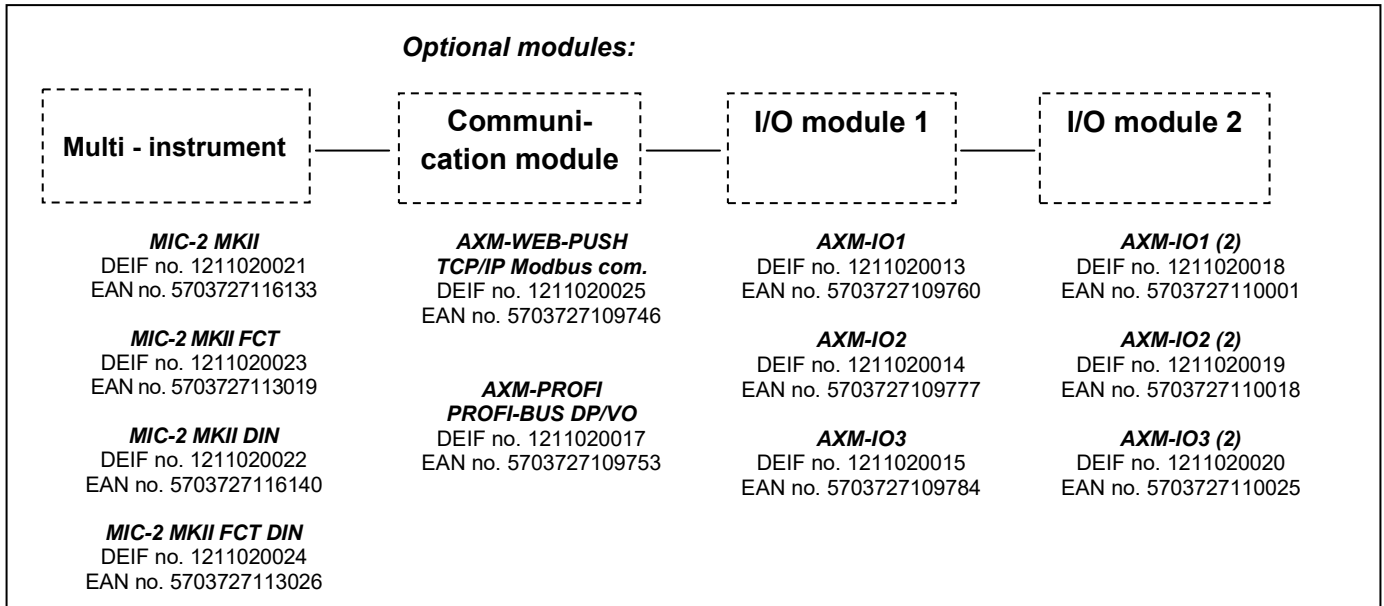 Optional modules:
Multi - instrument
Communi-
cation module
I/O module 1
I/O module 2
MIC-2 MKII
DEIF no. 1211020021
EAN no. 5703727116133
MIC-2 MKII FCT
DEIF no. 1211020023
EAN no. 5703727113019
MIC-2 MKII DIN
DEIF no. 1211020022
EAN no. 5703727116140
MIC-2 MKII FCT DIN
DEIF no. 1211020024
EAN no. 5703727113026
AXM-WEB-PUSH
TCP/IP Modbus com.
DEIF no. 1211020025
EAN no. 5703727109746
AXM-PROFI
PROFI-BUS DP/VO
DEIF no. 1211020017
EAN no. 5703727109753
AXM-IO1
DEIF no. 1211020013
EAN no. 5703727109760
AXM-IO2
DEIF no. 1211020014
EAN no. 5703727109777
AXM-IO3
DEIF no. 1211020015
EAN no. 5703727109784
AXM-IO1 (2)
DEIF no. 1211020018
EAN no. 5703727110001
AXM-IO2 (2)
DEIF no. 1211020019
EAN no. 5703727110018
AXM-IO3 (2)
DEIF no. 1211020020
EAN no. 5703727110025